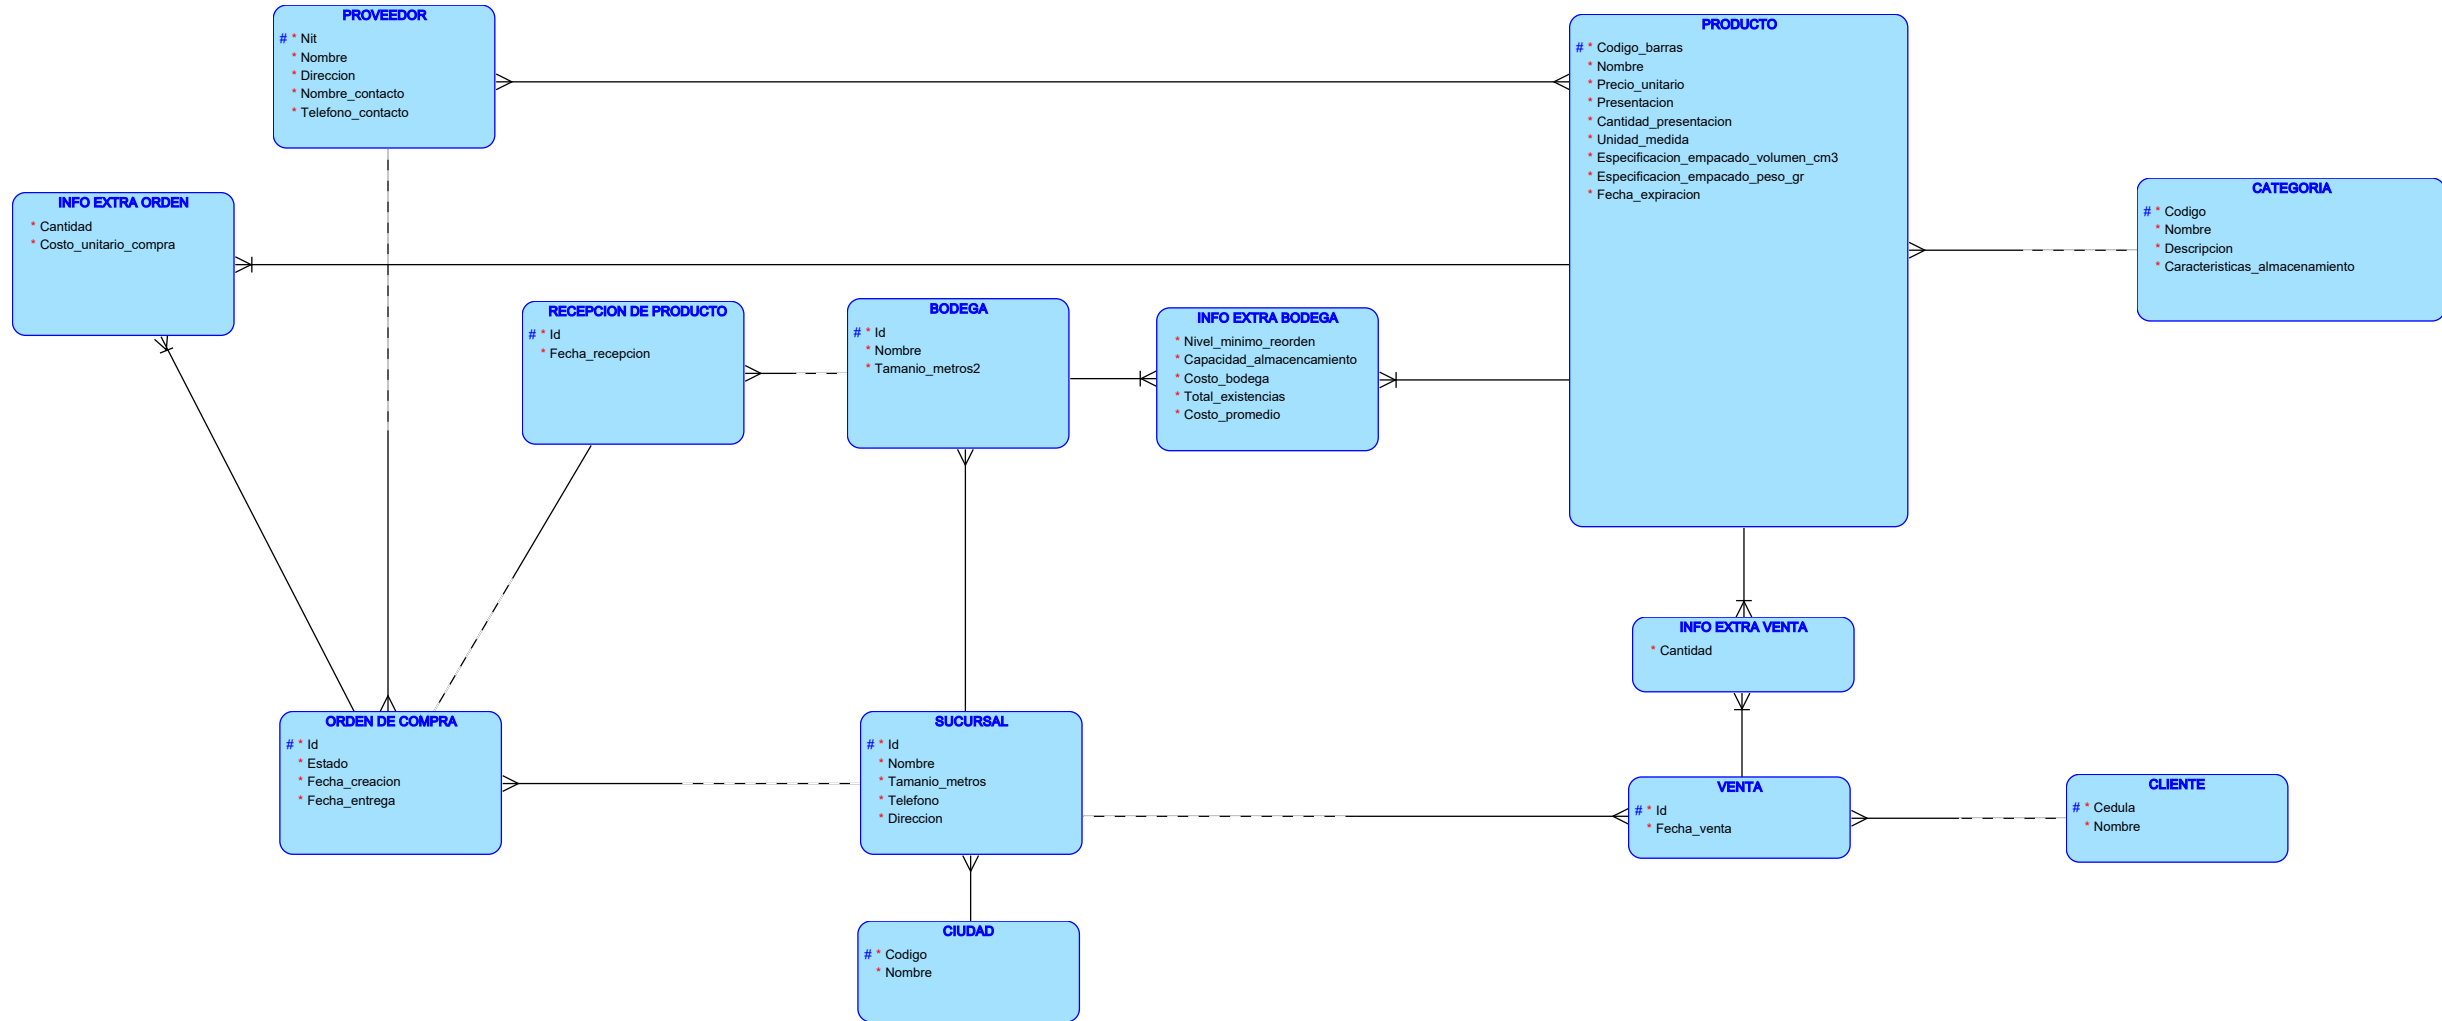 PROVEEDOR
# * Nit
* Nombre
* Direccion
* Nombre_contacto
* Telefono_contacto
PRODUCTO
# * Codigo_barras
* Nombre
* Precio_unitario
* Presentacion
* Cantidad_presentacion
* Unidad_medida
* Especificacion_empacado_volumen_cm3
* Especificacion_empacado_peso_gr
* Fecha_expiracion
INFO EXTRA ORDEN
* Cantidad
* Costo_unitario_compra
CATEGORIA
# * Codigo
* Nombre
* Descripcion
* Caracteristicas_almacenamiento
RECEPCION DE PRODUCTO
# * Id
* Fecha_recepcion
BODEGA
# * Id
* Nombre
* Tamanio_metros2
INFO EXTRA BODEGA
* Nivel_minimo_reorden
* Capacidad_almacencamiento
* Costo_bodega
* Total_existencias
* Costo_promedio
INFO EXTRA VENTA
* Cantidad
ORDEN DE COMPRA
# * Id
* Estado
* Fecha_creacion
* Fecha_entrega
SUCURSAL
# * Id
* Nombre
* Tamanio_metros
* Telefono
* Direccion
VENTA
# * Id
* Fecha_venta
CLIENTE
# * Cedula
* Nombre
CIUDAD
# * Codigo
* Nombre